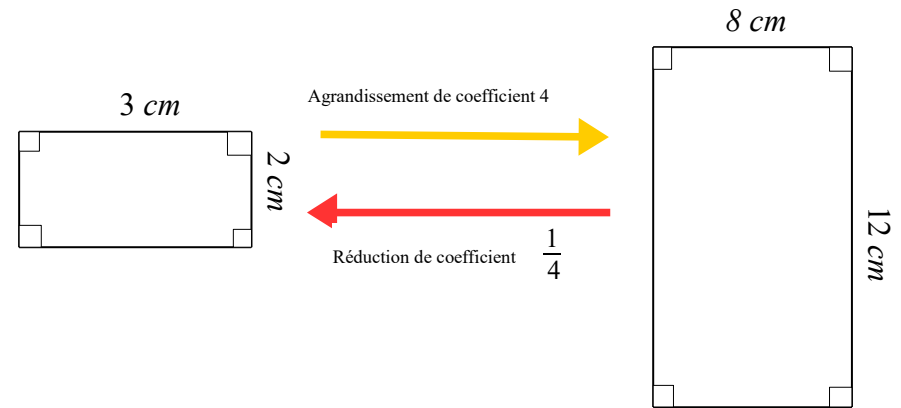 8 cm
3 cm
Agrandissement de coefficient 4
2 cm
12 cm
Réduction de coefficient 1/4